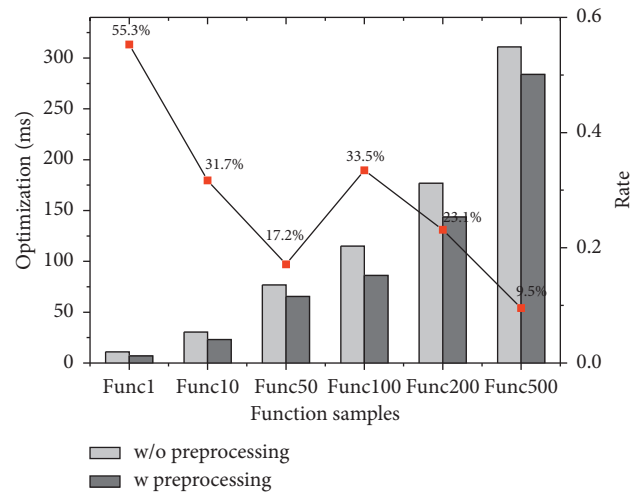 55.3%
31.7%
17.2%
33.5%
23.1%
9.5%
300
250
200
150
100
50
0
Optimization (ms)
0.6
0.4
0.2
0.0
Rate
Func1 Func10 Func50 Func100 Func200 Func500
Function samples
w/o preprocessing
w preprocessing